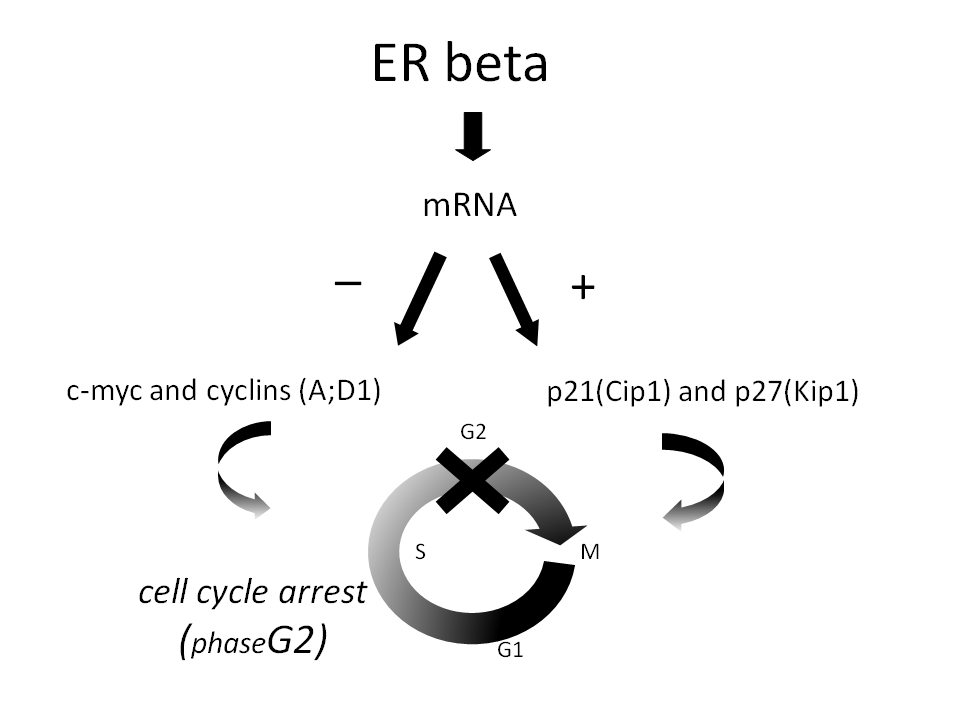 ER beta
mRNA
–
+
c-myc and cyclins (A;D1)
p21(Cip1) and p27(Kip1)
G2
S
M
cell cycle arrest
(phaseG2)
G1